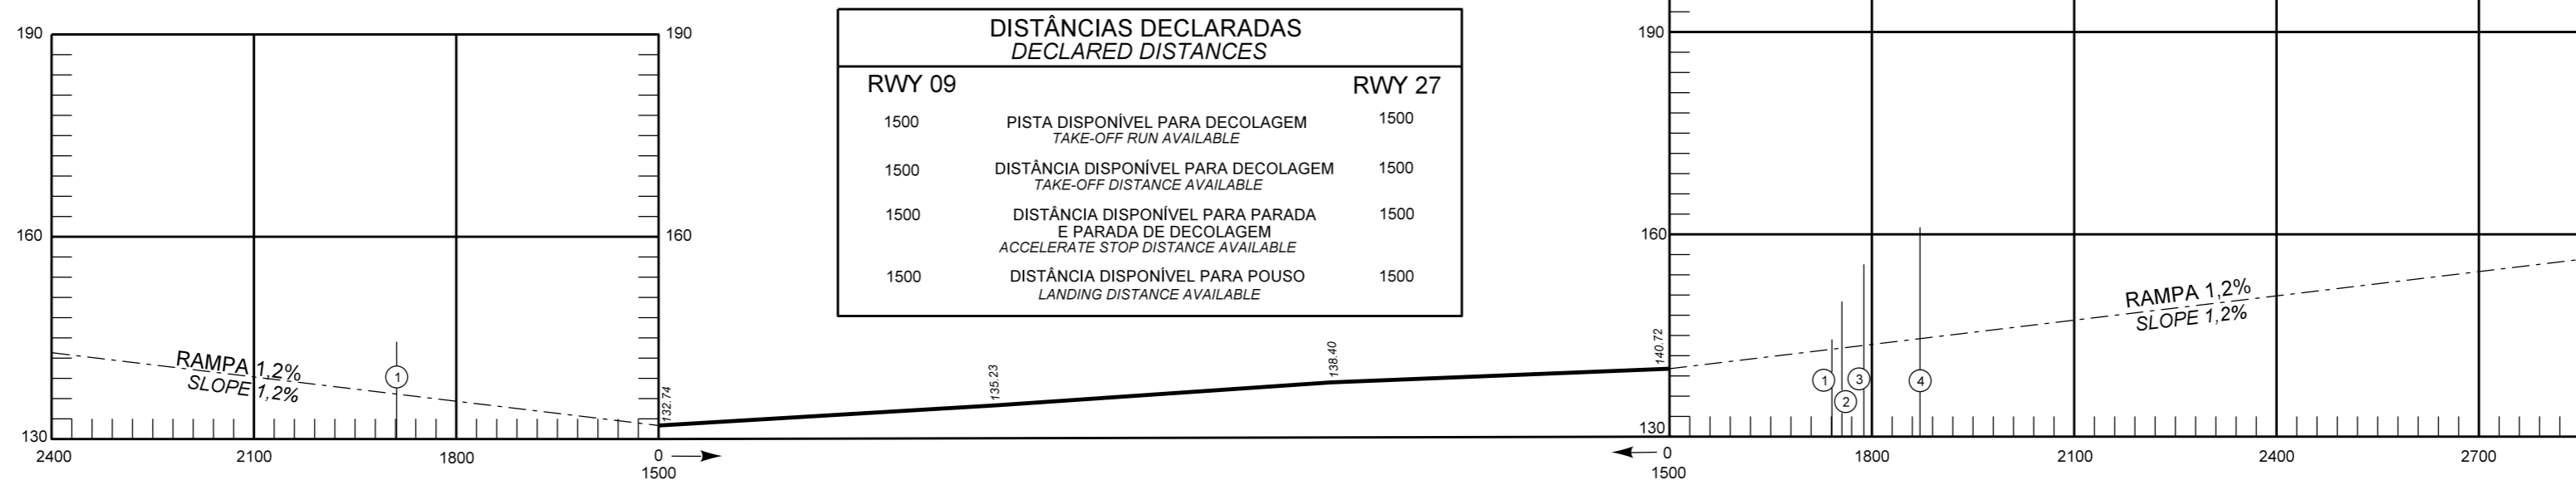 190
190
160
160
130
RAMPA 1,2%
SLOPE 1,2%
1
2400
2100
1800
0
1500
DISTÂNCIAS DECLARADAS
DECLARED DISTANCES
RWY 09
RWY 27
1500 PISTA DISPONÍVEL PARA DECOLAGEM 1500
TAKE-OFF RUN AVAILABLE
1500 DISTÂNCIA DISPONÍVEL PARA DECOLAGEM 1500
TAKE-OFF DISTANCE AVAILABLE
1500 DISTÂNCIA DISPONÍVEL PARA PARADA 1500
E PARADA DE DECOLAGEM
ACCELERATE STOP DISTANCE AVAILABLE
1500 DISTÂNCIA DISPONÍVEL PARA POUSO 1500
LANDING DISTANCE AVAILABLE
132.74
135.23
138.40
140.72
190
160
130
RAMPA 1,2%
SLOPE 1,2%
1
2
3
4
0
1500
1800
2100
2400
2700